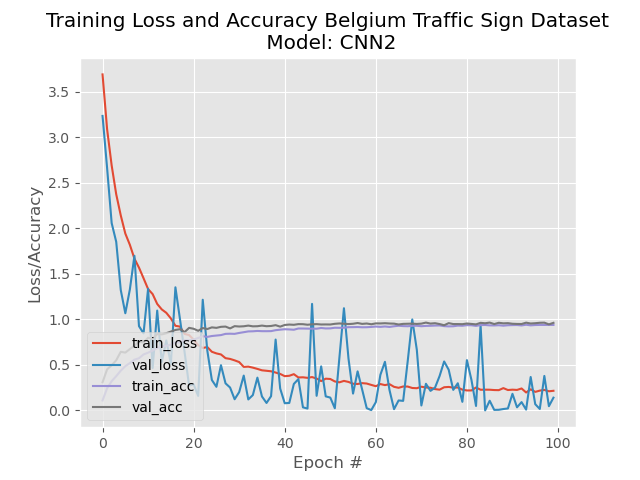 Training Loss and Accuracy Belgium Traffic Sign Dataset
Model: CNN2
Loss/Accuracy
3.5
3.0
2.5
2.0
1.5
1.0
0.5
0.0
train_loss
val_loss
train_acc
val_acc
0 20 40 60 80 100
Epoch #